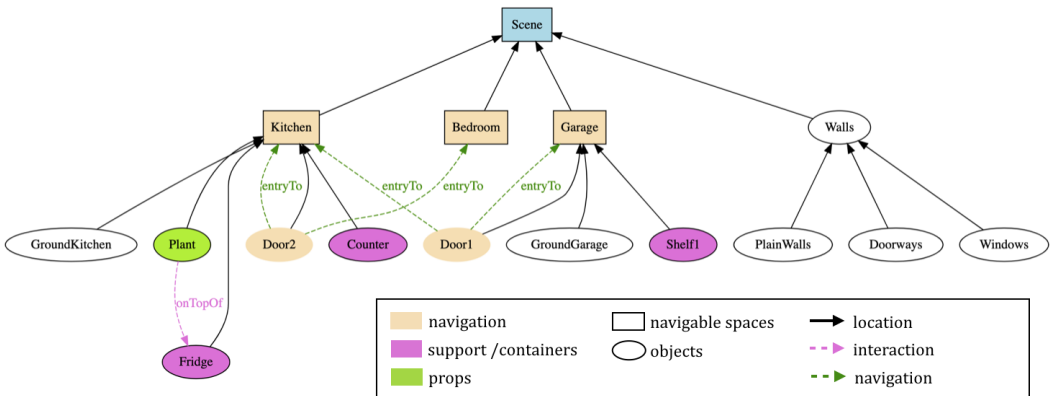 Scene
Kitchen
Bedroom
Garage
Walls
entryTo
entryTo
entryTo
entryTo
GroundKitchen
Plant
Door2
Counter
Door1
GroundGarage
Shelf1
PlainWalls
Doorways
Windows
onTopOf
Fridge
navigation
navigable spaces
location
support /containers
objects
interaction
props
navigation